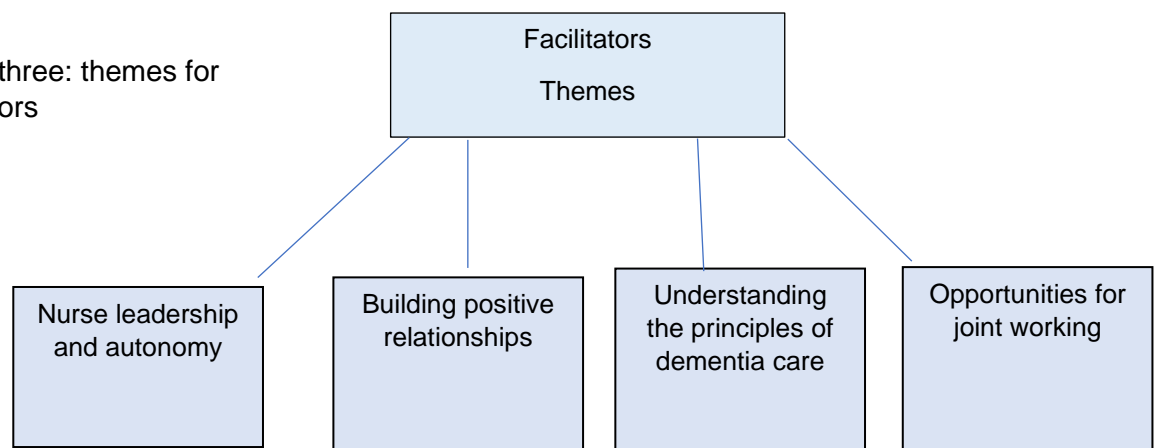 three: themes for
ors
Facilitators
Themes
Nurse leadership
and autonomy
Building positive
relationships
Understanding
the principles of
dementia care
Opportunities for
joint working